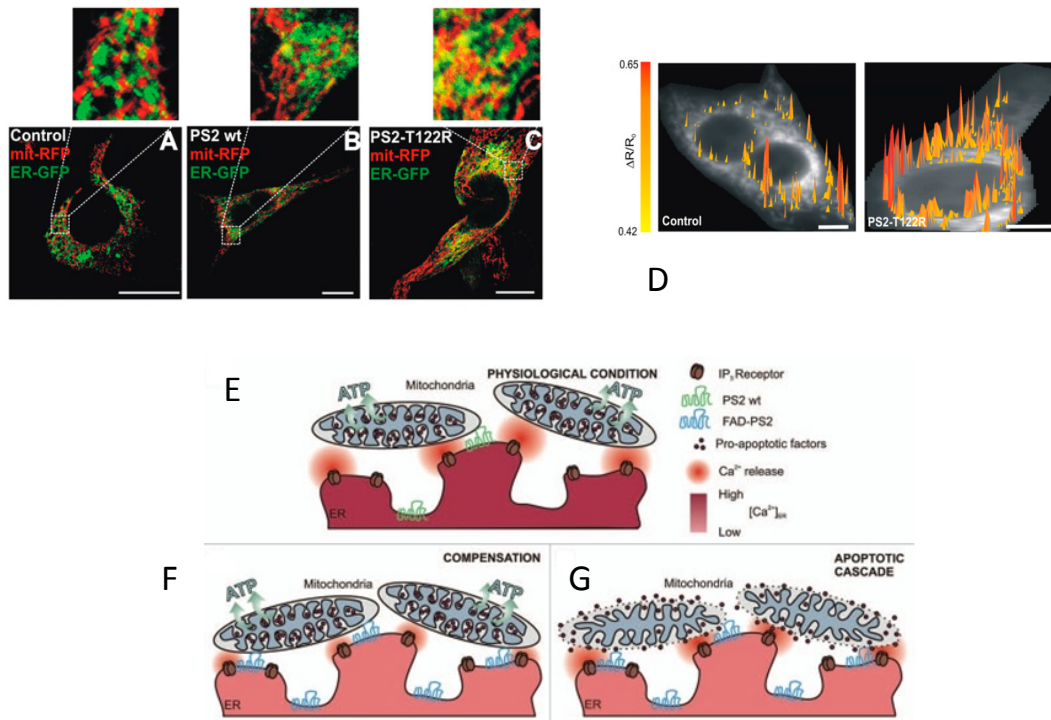 Control
mit-RFP
ER-GFP
A
PS2 wt
mit-RFP
ER-GFP
B
PS2-T122R
mit-RFP
ER-GFP
C
0.65
ΔR/R₀
0.42
Control
PS2-T122R
D
E
PHYSIOLOGICAL CONDITION
ATP
Mitochondria
ATP
ER
IP₃ Receptor
PS2 wt
FAD-PS2
Pro-apoptotic factors
Ca²⁺ release
High
[Ca²⁺]ER
Low
F
COMPENSATION
ATP
Mitochondria
ATP
ER
G
APOPTOTIC
CASCADE
Mitochondria
ER